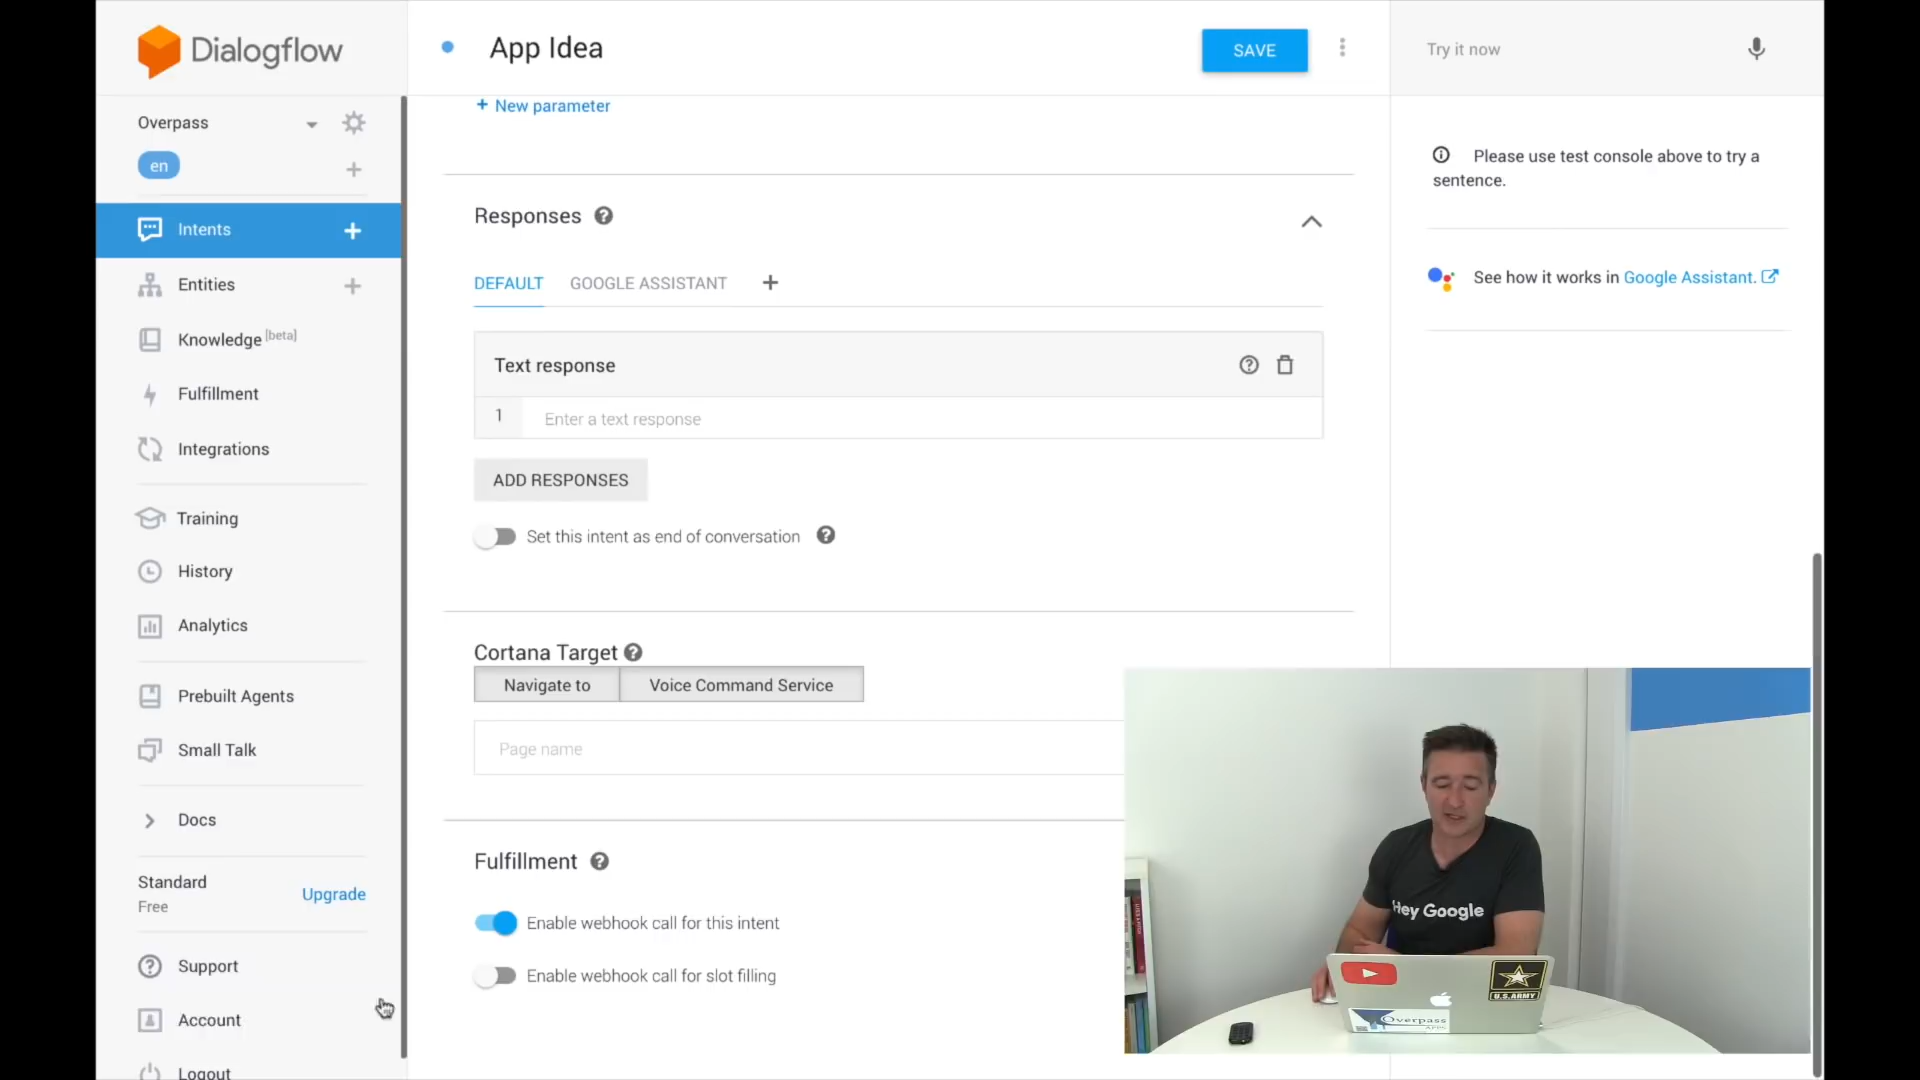 Dialogflow
App Idea
SAVE
Try it now
Overpass
en
+ New parameter
Please use test console above to try a
sentence.
Intents
Responses
DEFAULT
GOOGLE ASSISTANT
See how it works in Google Assistant.
Entities
Knowledge [beta]
Text response
Fulfillment
1
Enter a text response
Integrations
ADD RESPONSES
Training
Set this intent as end of conversation
History
Analytics
Cortana Target
Navigate to
Voice Command Service
Prebuilt Agents
Small Talk
Page name
Docs
Fulfillment
Standard
Free
Upgrade
Enable webhook call for this intent
Support
Enable webhook call for slot filling
Account
Logout
Hey Google
U.S.ARMY
Overpass
APPS